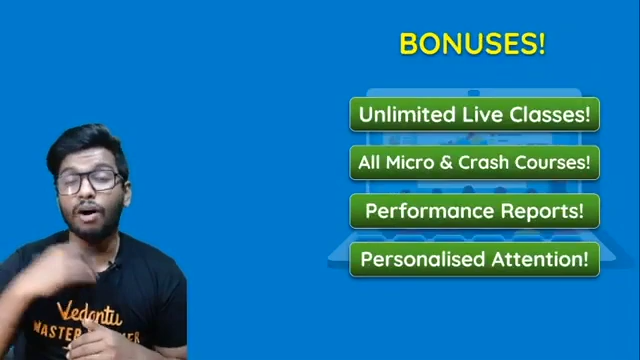 BONUSES!
Unlimited Live Classes!
All Micro & Crash Courses!
Performance Reports!
Personalised Attention!
Vedantu
MASTER